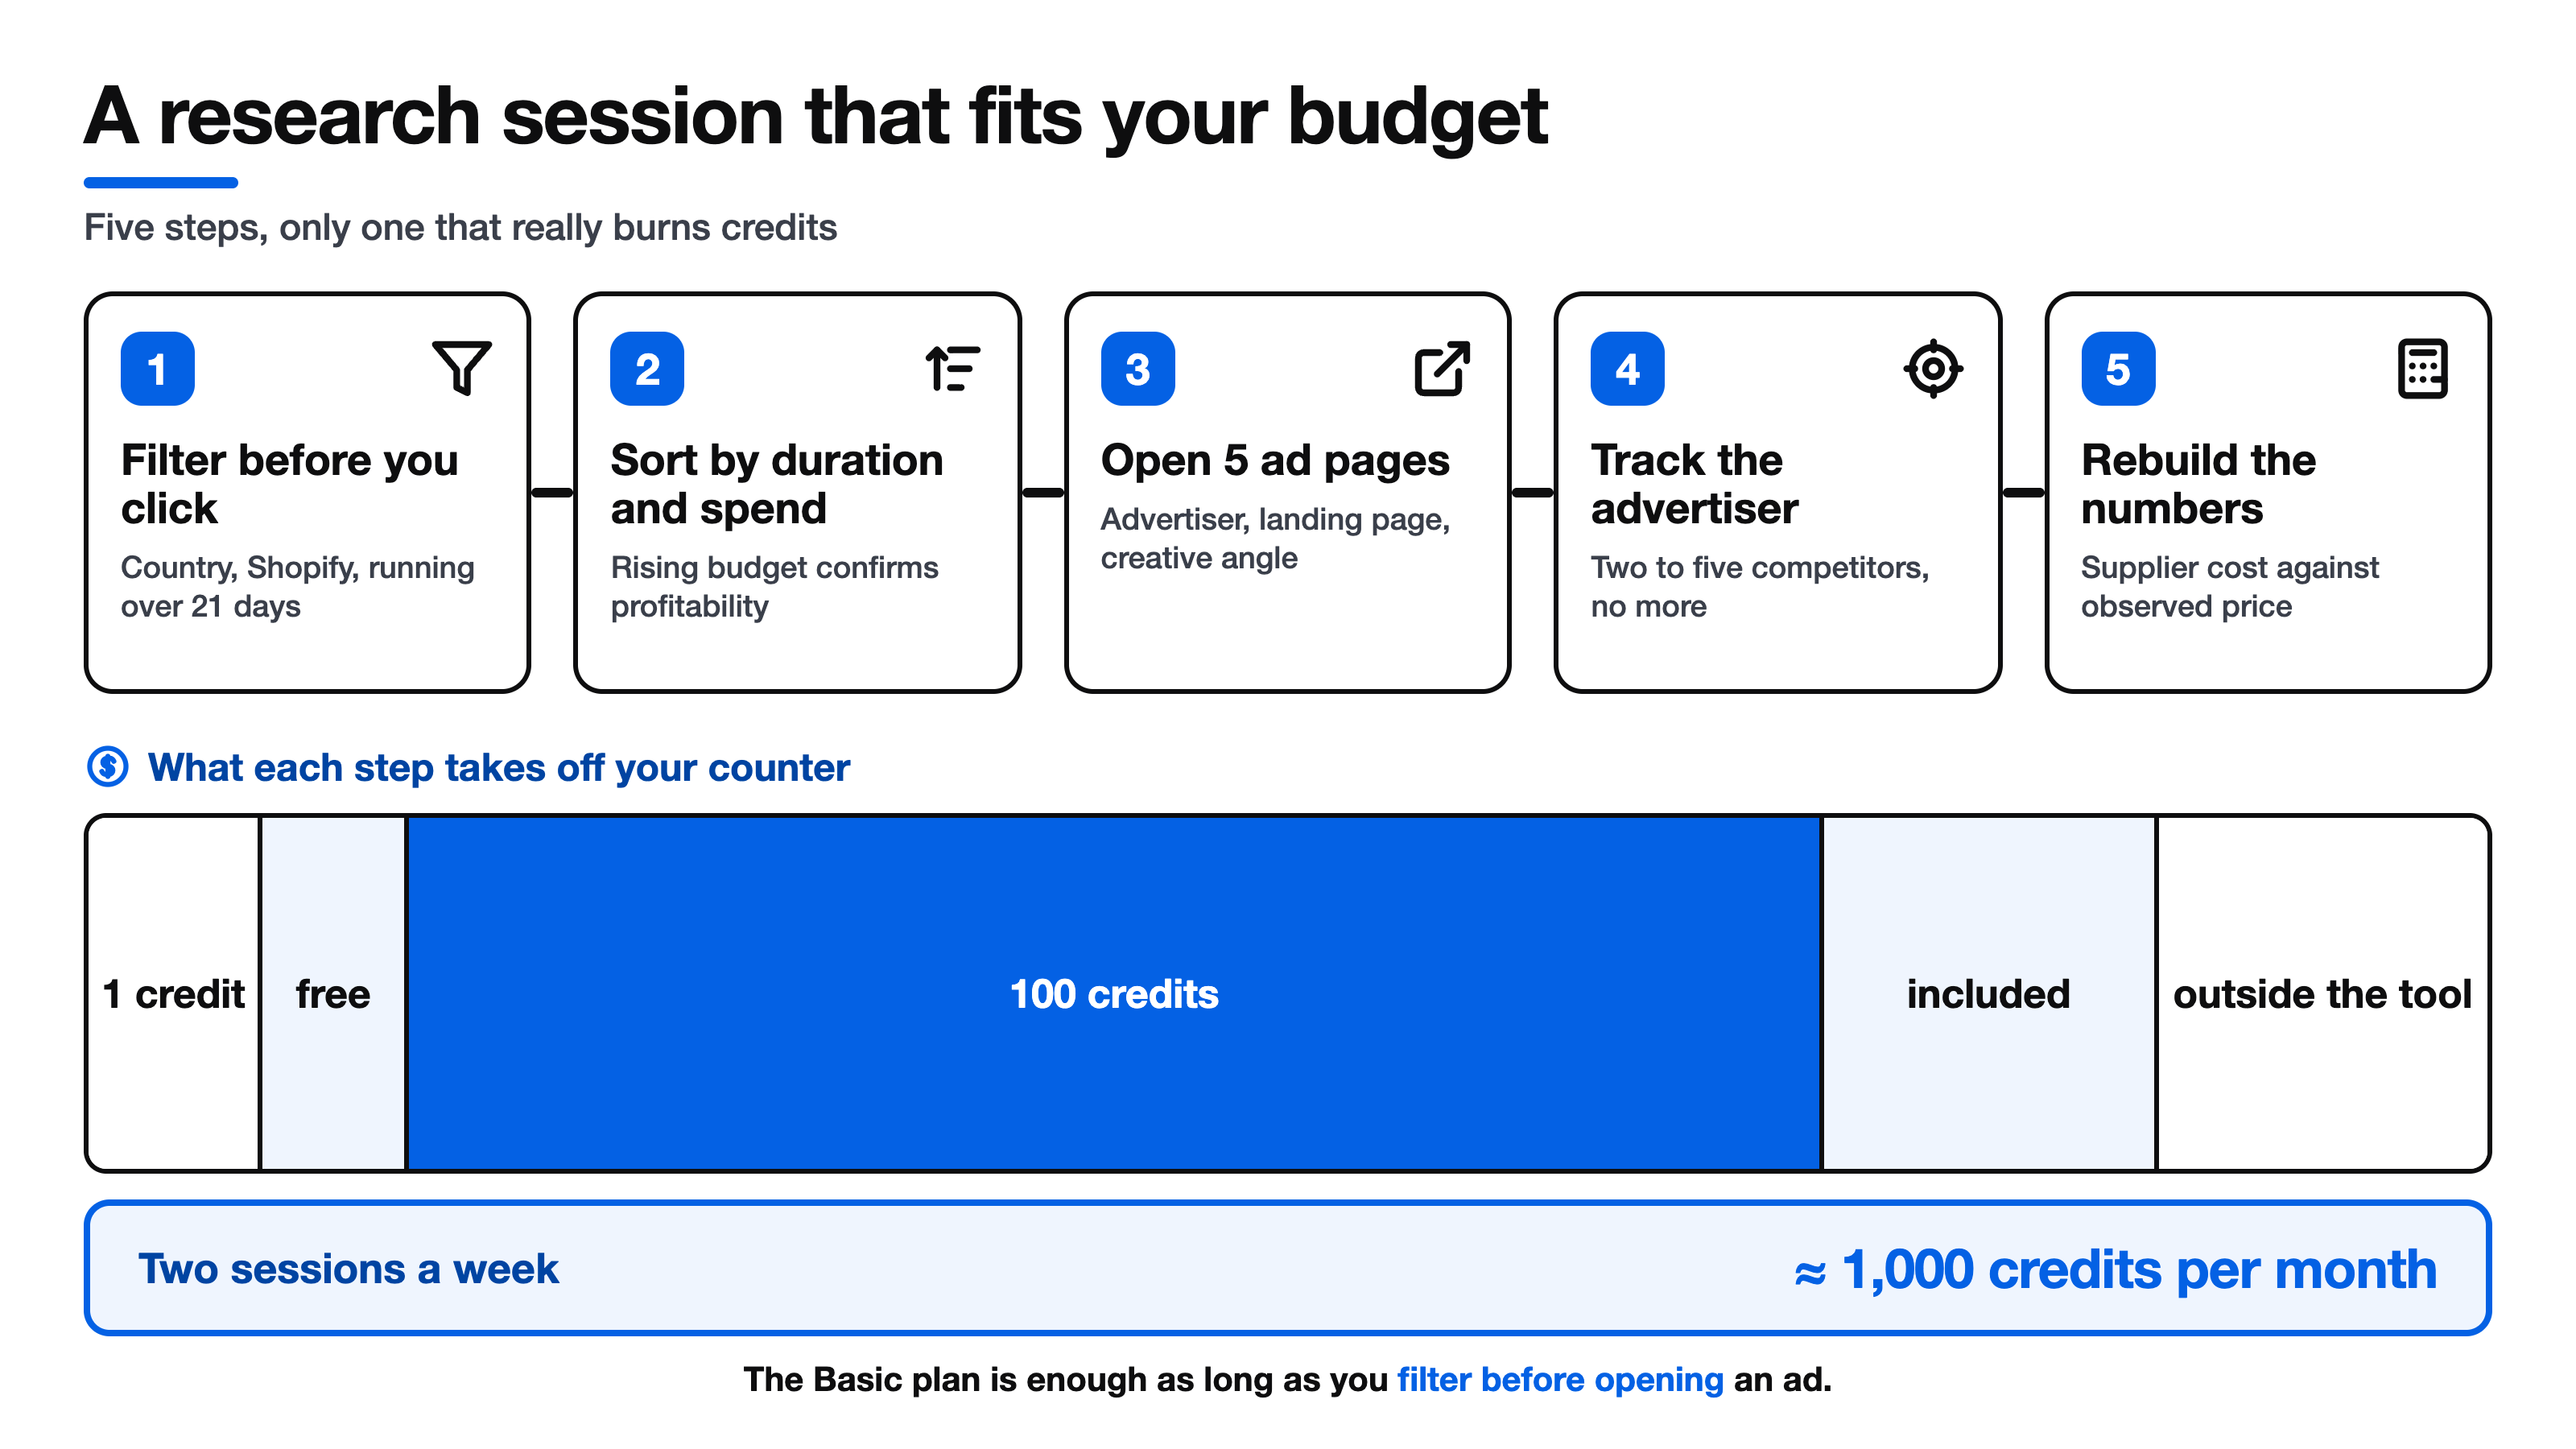 A research session that fits your budget
Five steps, only one that really burns credits
1
Filter before you
click
Country, Shopify, running
over 21 days
2
Sort by duration
and spend
Rising budget confirms
profitability
3
Open 5 ad pages
Advertiser, landing page,
creative angle
4
Track the
advertiser
Two to five competitors,
no more
5
Rebuild the
numbers
Supplier cost against
observed price
$ What each step takes off your counter
1 credit
free
100 credits
included
outside the tool
Two sessions a week
≈ 1,000 credits per month
The Basic plan is enough as long as you filter before opening an ad.